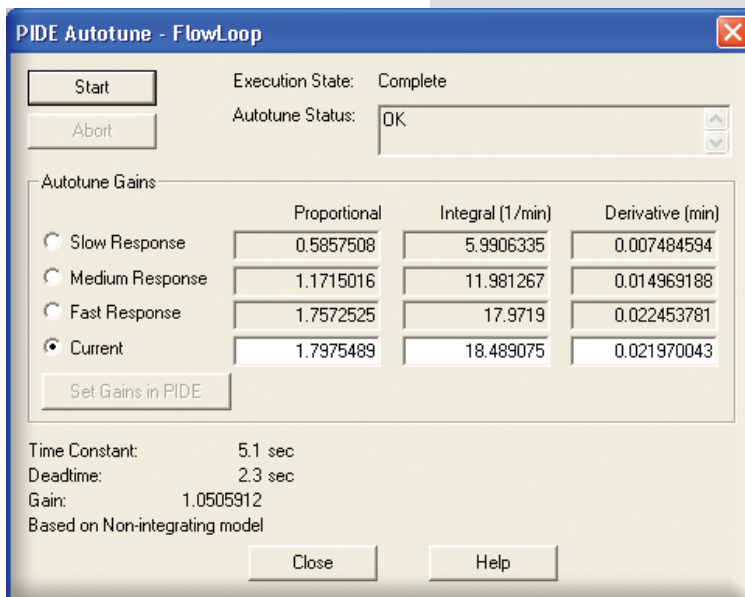 PIDE Autotune - FlowLoop
Start
Execution State: Complete
Abort
Autotune Status: OK
Autotune Gains
Proportional Integral (1/min) Derivative (min)
Slow Response 0.5857508 5.9906335 0.007484594
Medium Response 1.1715016 11.981267 0.014969188
Fast Response 1.7572525 17.9719 0.022453781
Current 1.7975489 18.489075 0.021970043
Set Gains in PIDE
Time Constant: 5.1 sec
Deadtime: 2.3 sec
Gain: 1.0505912
Based on Non-integrating model
Close Help